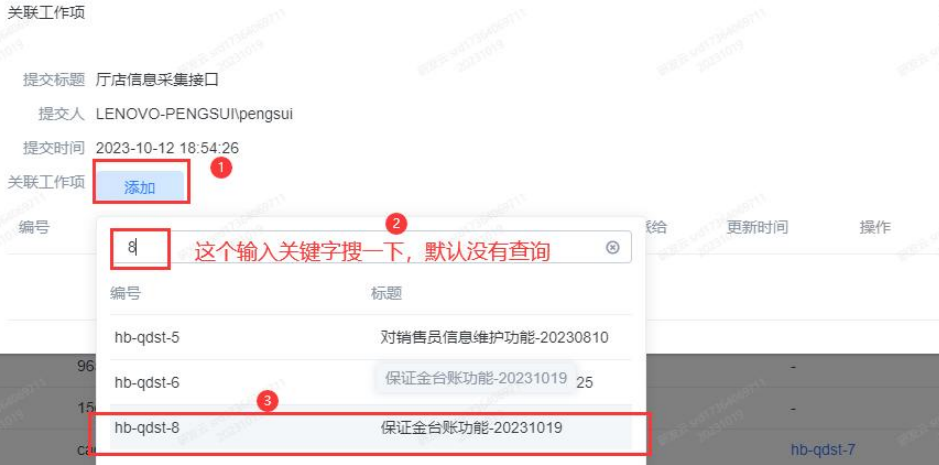 关联工作项
提交标题 厅店信息采集接口
提交人 LENOVO-PENGSUI\pengsui
提交时间 2023-10-12 18:54:26
1
关联工作项 添加
2
编号 给 更新时间 操作
8 这个输入关键字搜一下，默认没有查询
编号 标题
hb-qdst-5 对销售员信息维护功能-20230810
96 -
hb-qdst-6 保证金台账功能-20231019 25
3
15 -
hb-qdst-8 保证金台账功能-20231019
ca hb-qdst-7